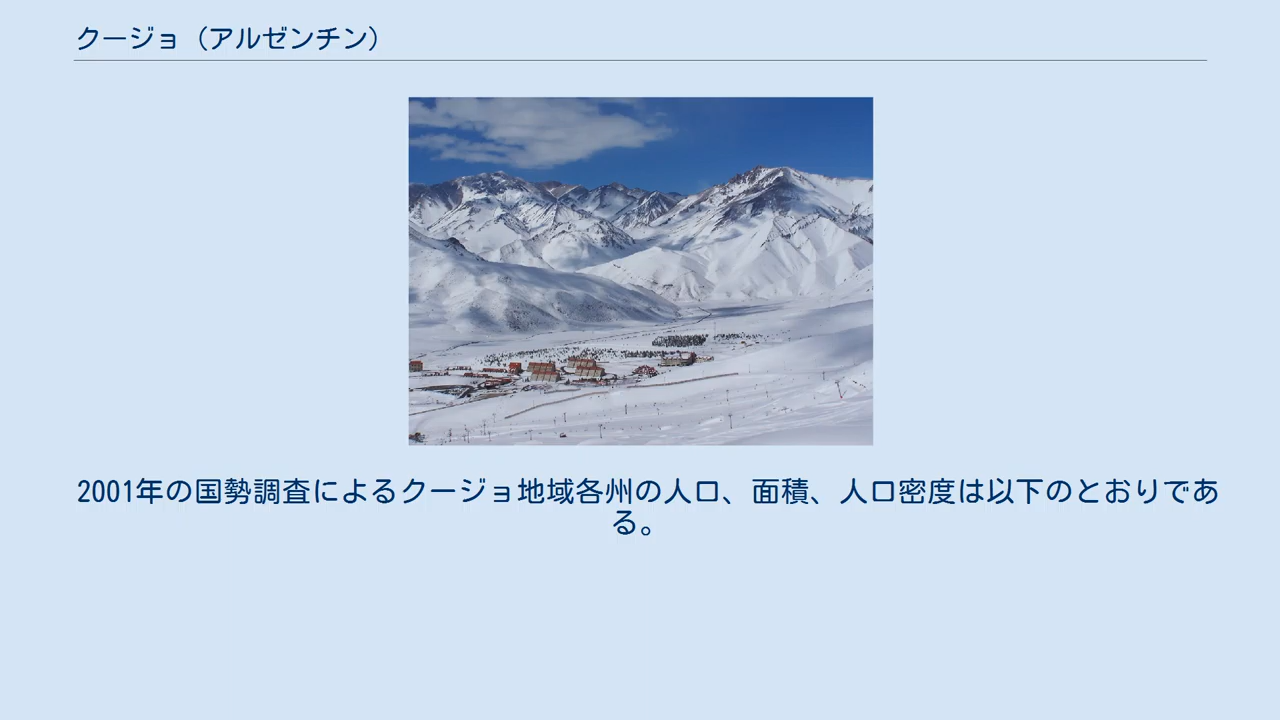 クージョ（アルゼンチン）
2001年の国勢調査によるクージョ地域各州の人口、面積、人口密度は以下のとおりであ
る。